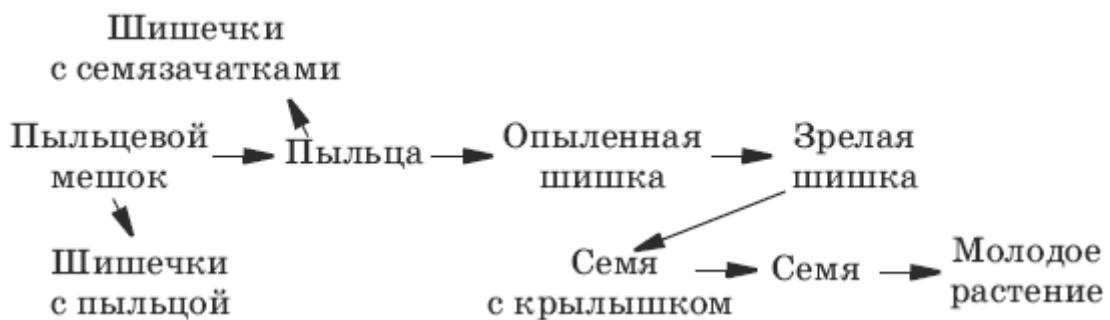 Шишечки
с семязачатками
Пыльцевой
мешок
Пыльца
Опыленная
шишка
Зрелая
шишка
Шишечки
с пыльцой
Семя
с крылышком
Семя
Молодое
растение